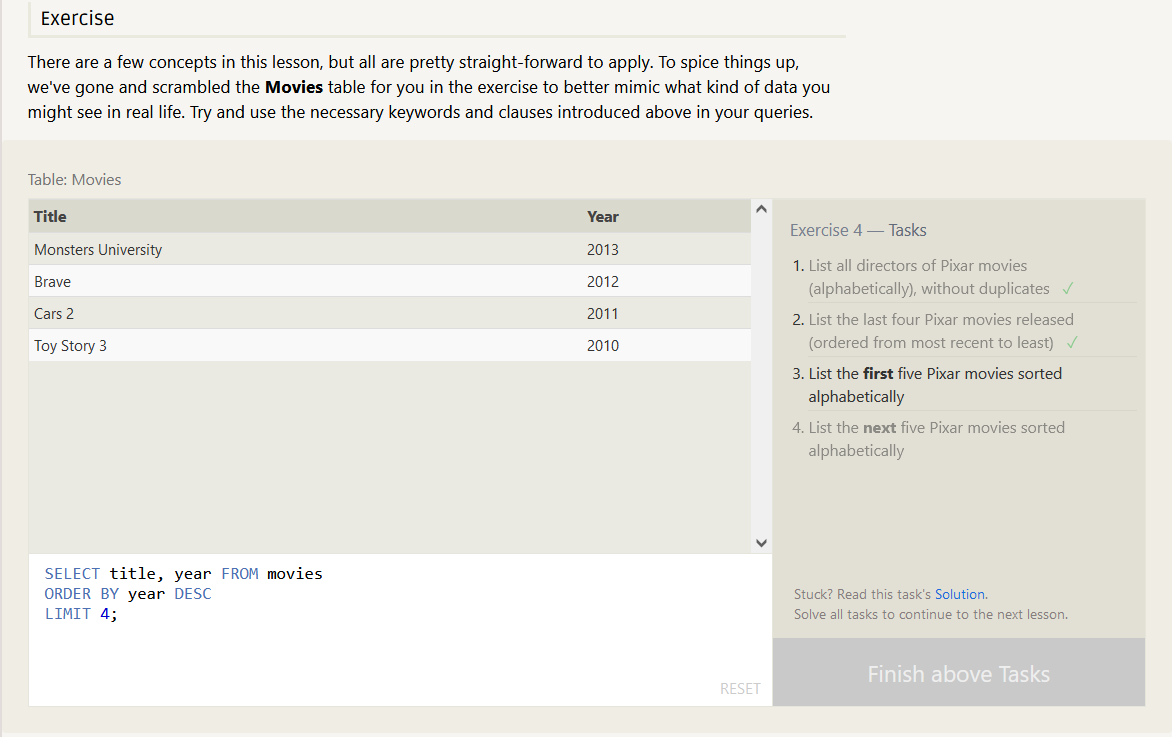 Exercise
There are a few concepts in this lesson, but all are pretty straight-forward to apply. To spice things up,
we've gone and scrambled the Movies table for you in the exercise to better mimic what kind of data you
might see in real life. Try and use the necessary keywords and clauses introduced above in your queries.
Table: Movies
Title Year
Monsters University 2013
Brave 2012
Cars 2 2011
Toy Story 3 2010
SELECT title, year FROM movies
ORDER BY year DESC
LIMIT 4;
RESET
Exercise 4 — Tasks
1. List all directors of Pixar movies
(alphabetically), without duplicates ✓
2. List the last four Pixar movies released
(ordered from most recent to least) ✓
3. List the first five Pixar movies sorted
alphabetically
4. List the next five Pixar movies sorted
alphabetically
Stuck? Read this task's Solution.
Solve all tasks to continue to the next lesson.
Finish above Tasks